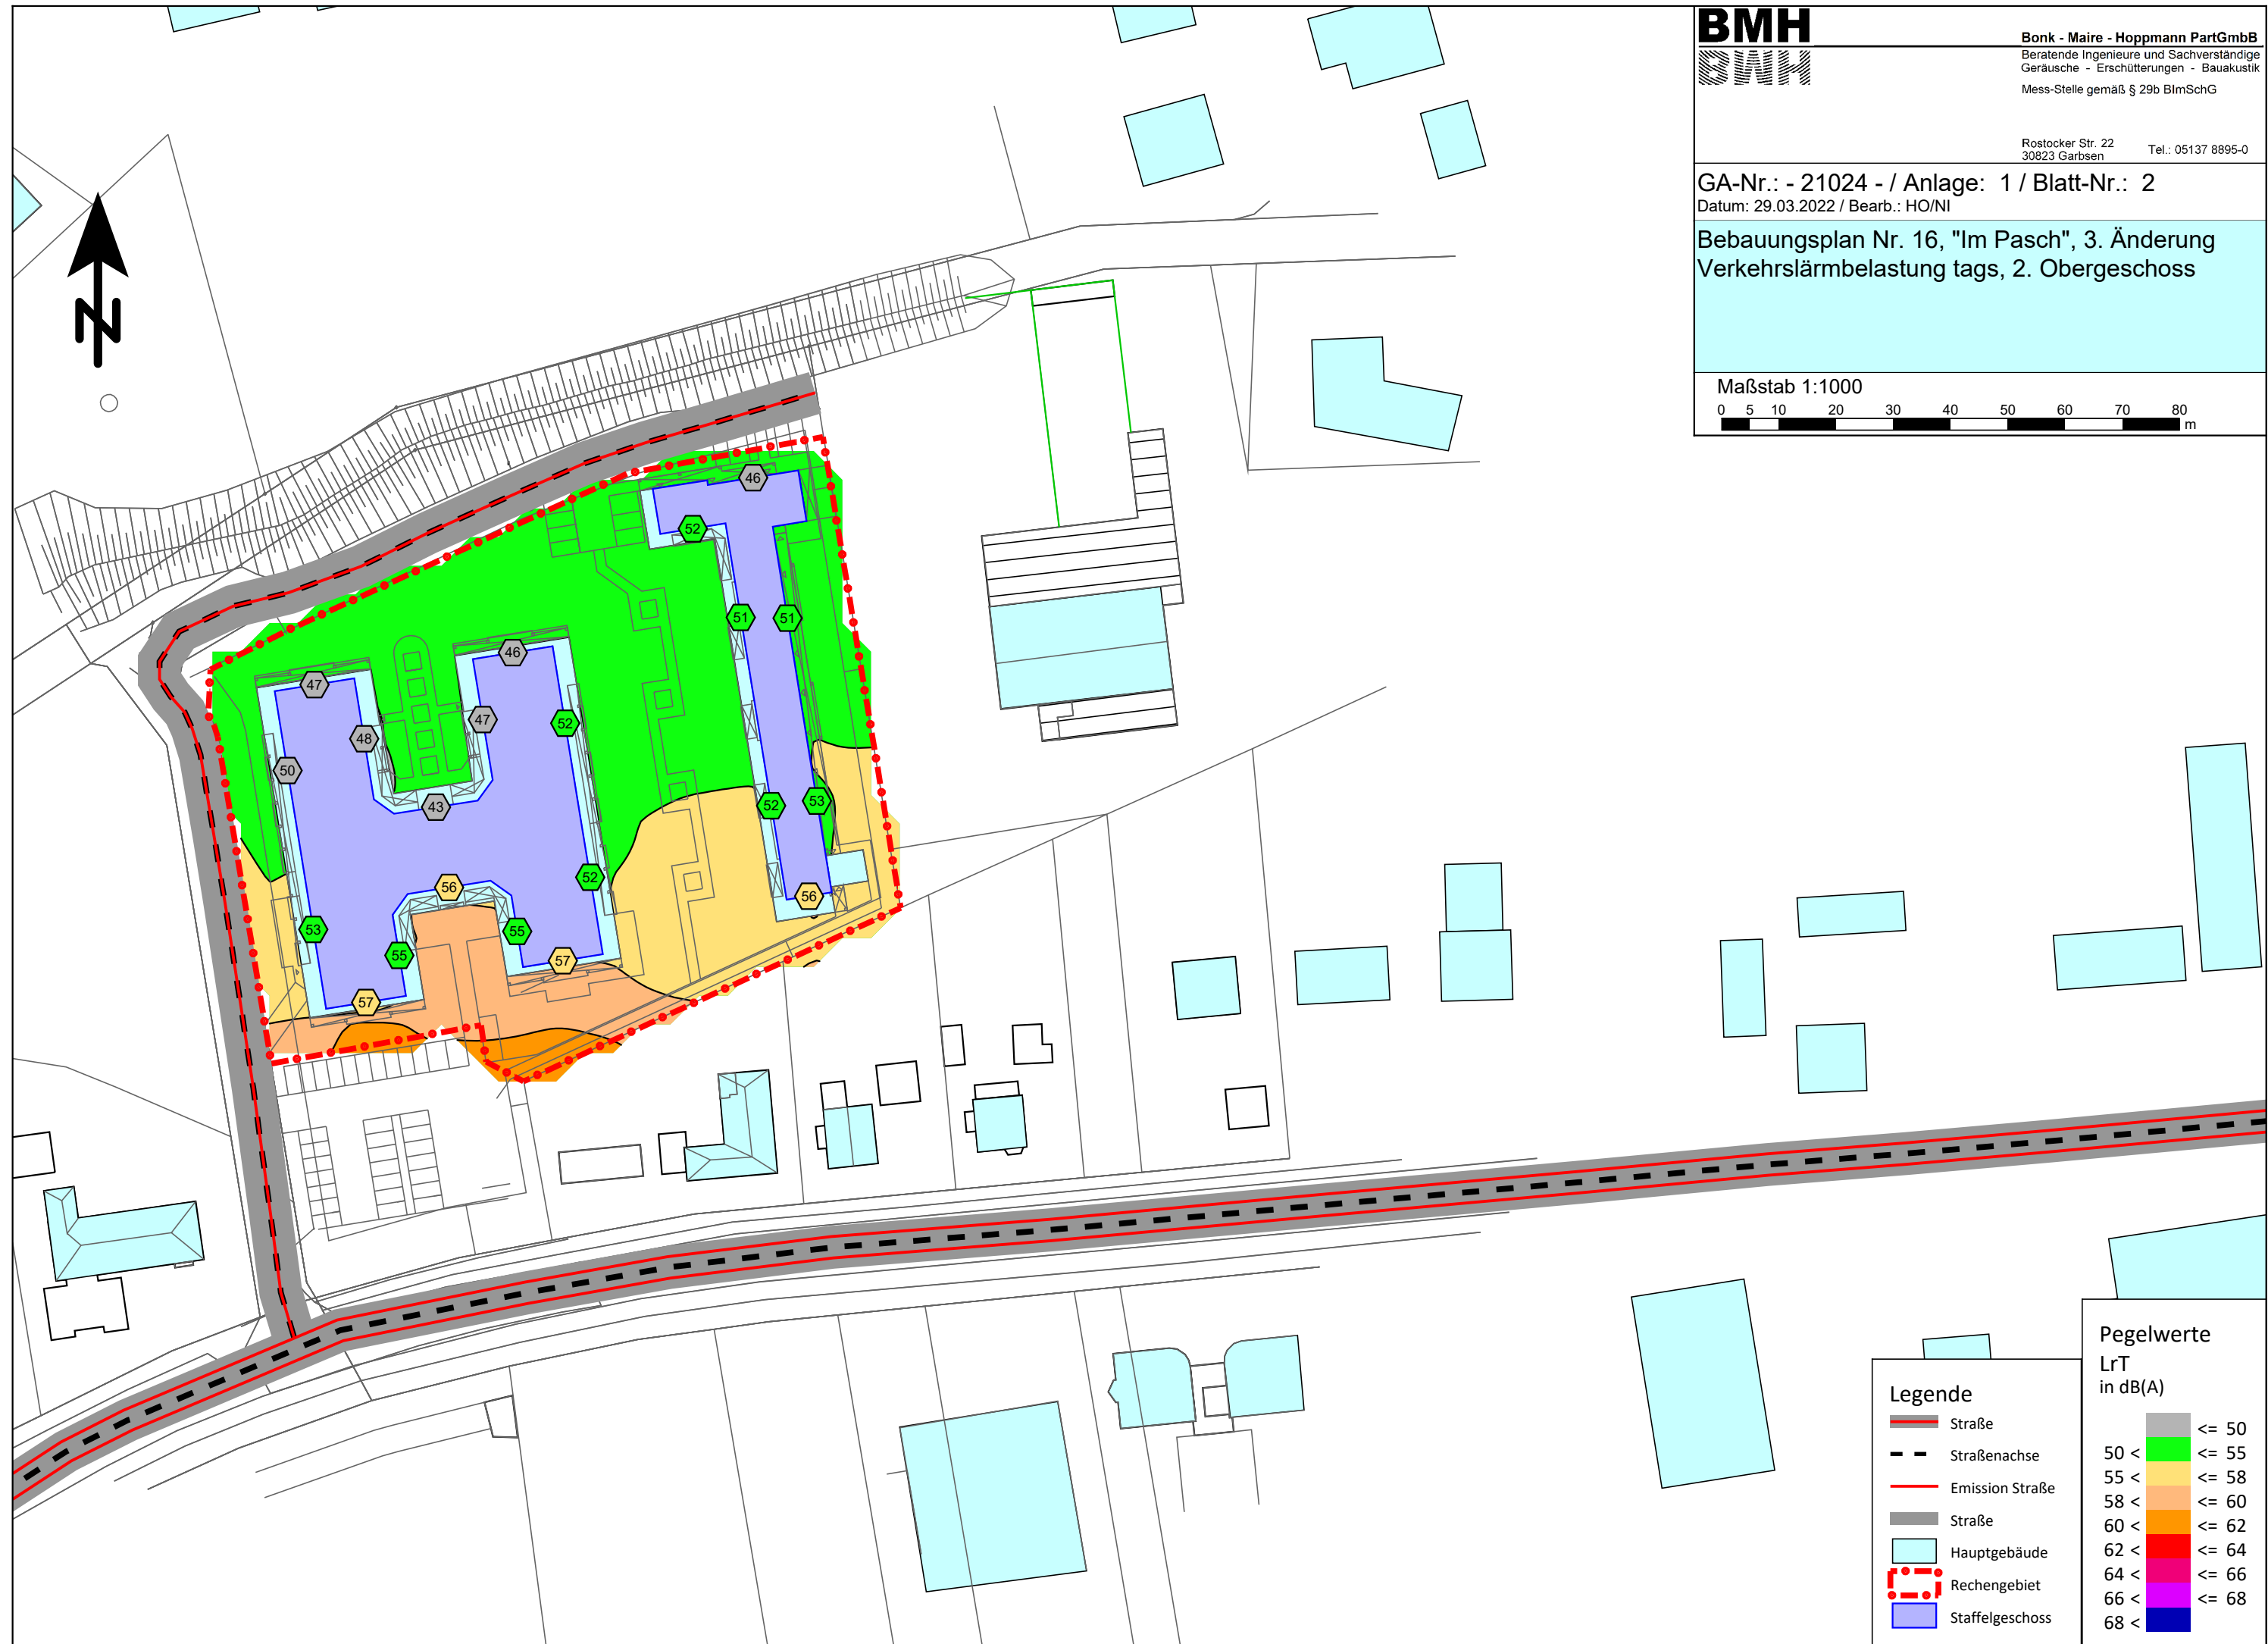 BMH
BMH
Bonk - Maire - Hoppmann PartGmbB
Beratende Ingenieure und Sachverständige
Geräusche - Erschütterungen - Bauakustik
Mess-Stelle gemäß § 29b BImSchG
Rostocker Str. 22
30823 Garbsen Tel.: 05137 8895-0
GA-Nr.: - 21024 - / Anlage: 1 / Blatt-Nr.: 2
Datum: 29.03.2022 / Bearb.: HO/NI
Bebauungsplan Nr. 16, "Im Pasch", 3. Änderung
Verkehrslärmbelastung tags, 2. Obergeschoss
Maßstab 1:1000
0 5 10 20 30 40 50 60 70 80
m
N
46
52
51 51
46
47
47
52
48
50
43
52 53
52
56
56
53
55
55
57
57
Legende
Straße
Straßenachse
Emission Straße
Straße
Hauptgebäude
Rechengebiet
Staffelgeschoss
Pegelwerte
LrT
in dB(A)
<= 50
50 < <= 55
55 < <= 58
58 < <= 60
60 < <= 62
62 < <= 64
64 < <= 66
66 < <= 68
68 <